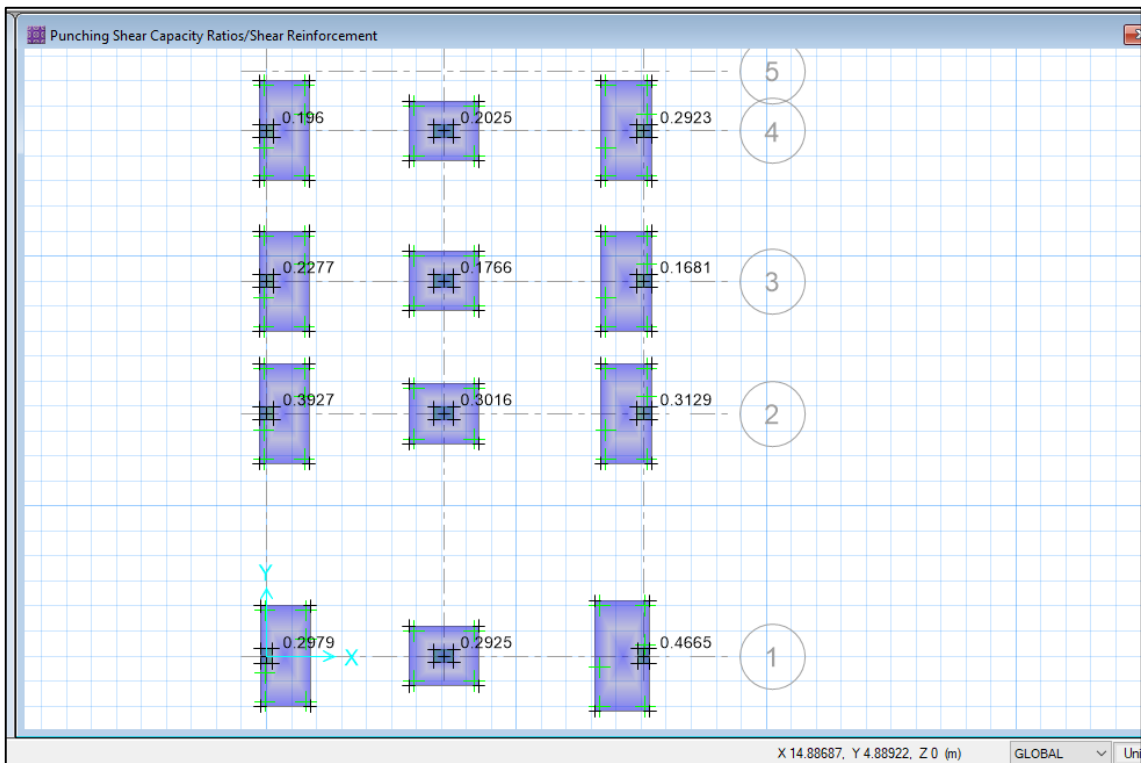 Punching Shear Capacity Ratios/Shear Reinforcement
5
0.196 0.2025 0.2923 4
0.2277 0.1766 0.1681 3
0.3927 0.3016 0.3129 2
Y
0.2979 0.2925 0.4665 1
X
X 14.88687, Y 4.88922, Z 0 (m) GLOBAL Uni